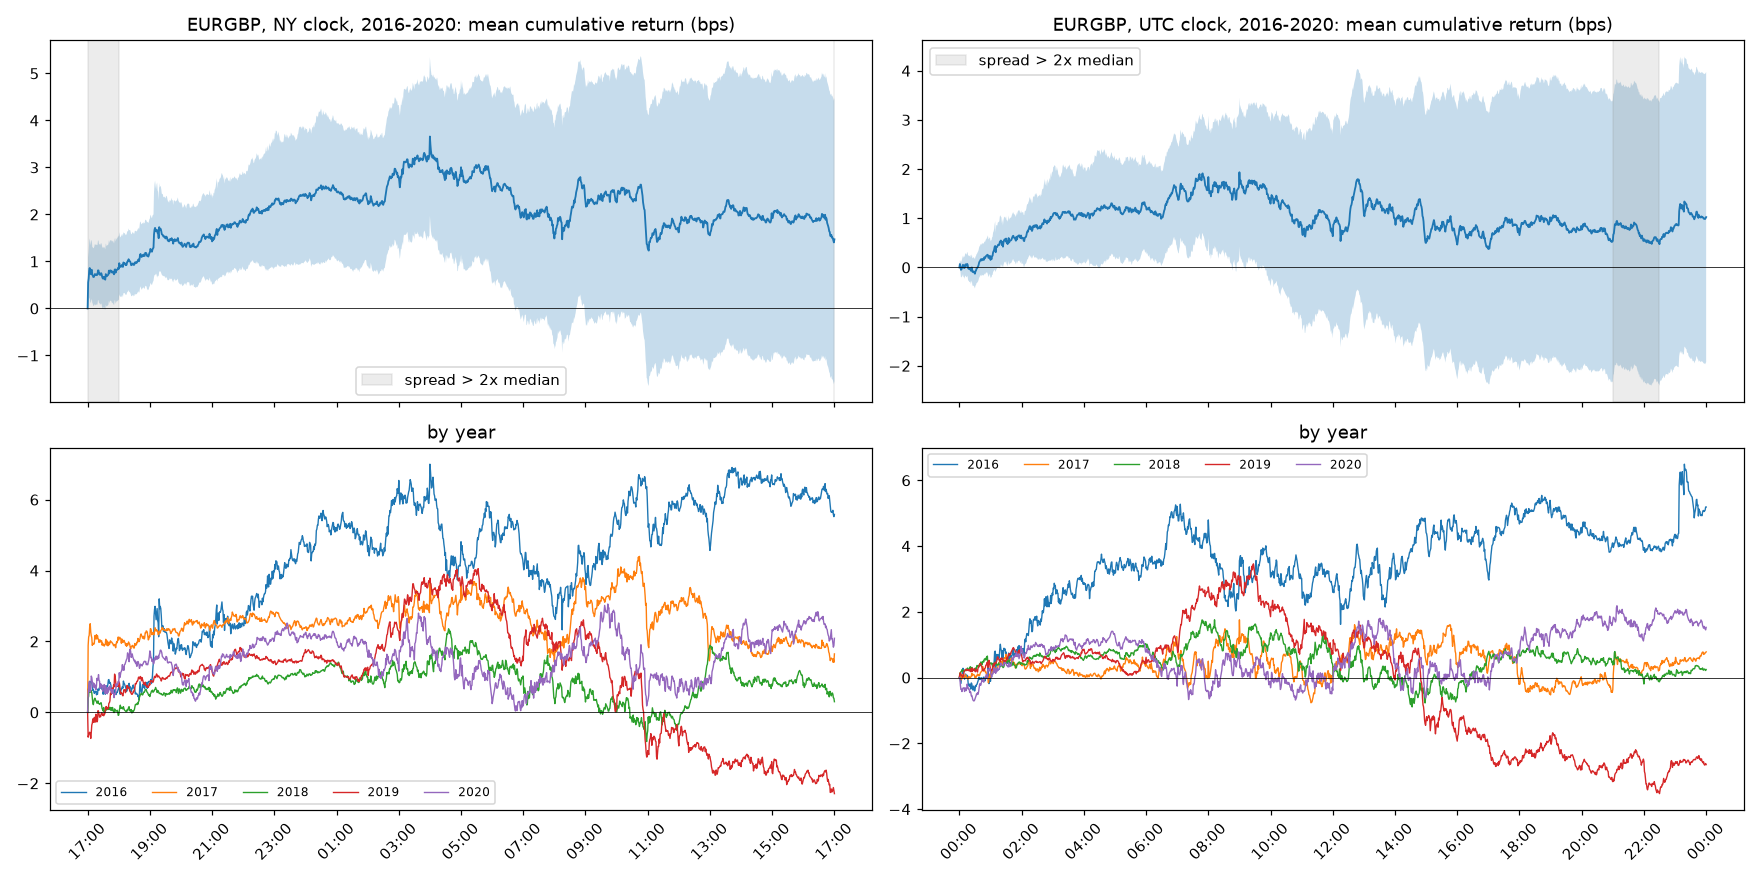 EURGBP, NY clock, 2016-2020: mean cumulative return (bps)
5
4
3
2
1
0
−1
spread > 2x median
EURGBP, UTC clock, 2016-2020: mean cumulative return (bps)
spread > 2x median
4
3
2
1
0
−1
−2
by year
6
4
2
0
−2
2016 2017 2018 2019 2020
17:00 19:00 21:00 23:00 01:00 03:00 05:00 07:00 09:00 11:00 13:00 15:00 17:00
by year
2016 2017 2018 2019 2020
6
4
2
0
−2
−4
00:00 02:00 04:00 06:00 08:00 10:00 12:00 14:00 16:00 18:00 20:00 22:00 00:00